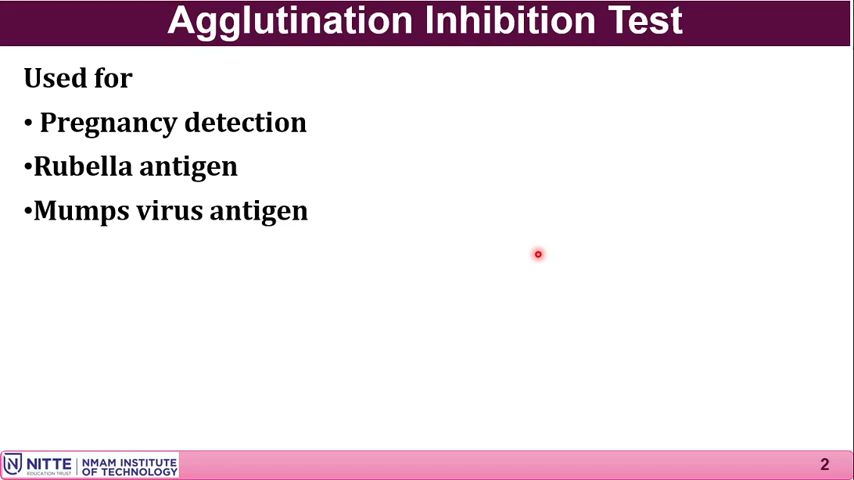 Agglutination Inhibition Test
Used for
• Pregnancy detection
•Rubella antigen
•Mumps virus antigen
NITTE
EDUCATION TRUST
NMAM INSTITUTE
OF TECHNOLOGY
2